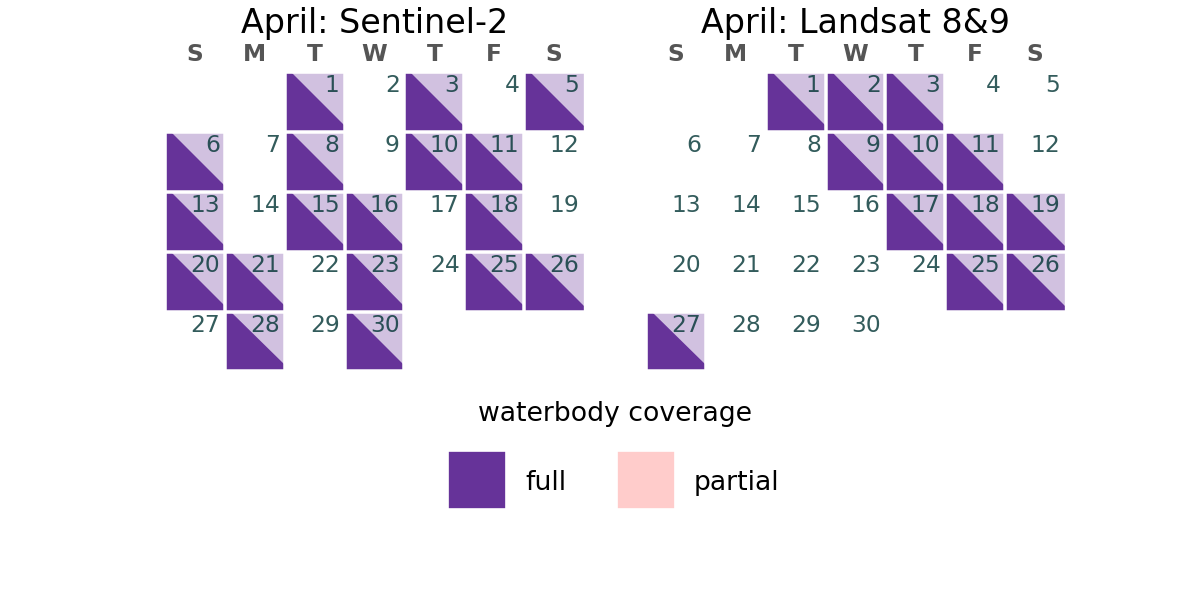 April: Sentinel-2
S M T W T F S
1 2 3 4 5
6 7 8 9 10 11 12
13 14 15 16 17 18 19
20 21 22 23 24 25 26
27 28 29 30
April: Landsat 8&9
S M T W T F S
1 2 3 4 5
6 7 8 9 10 11 12
13 14 15 16 17 18 19
20 21 22 23 24 25 26
27 28 29 30
waterbody coverage
full
partial